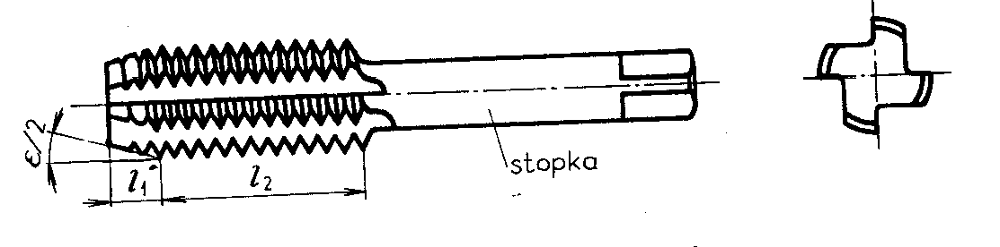 ε/2
l₁
l₂
stopka